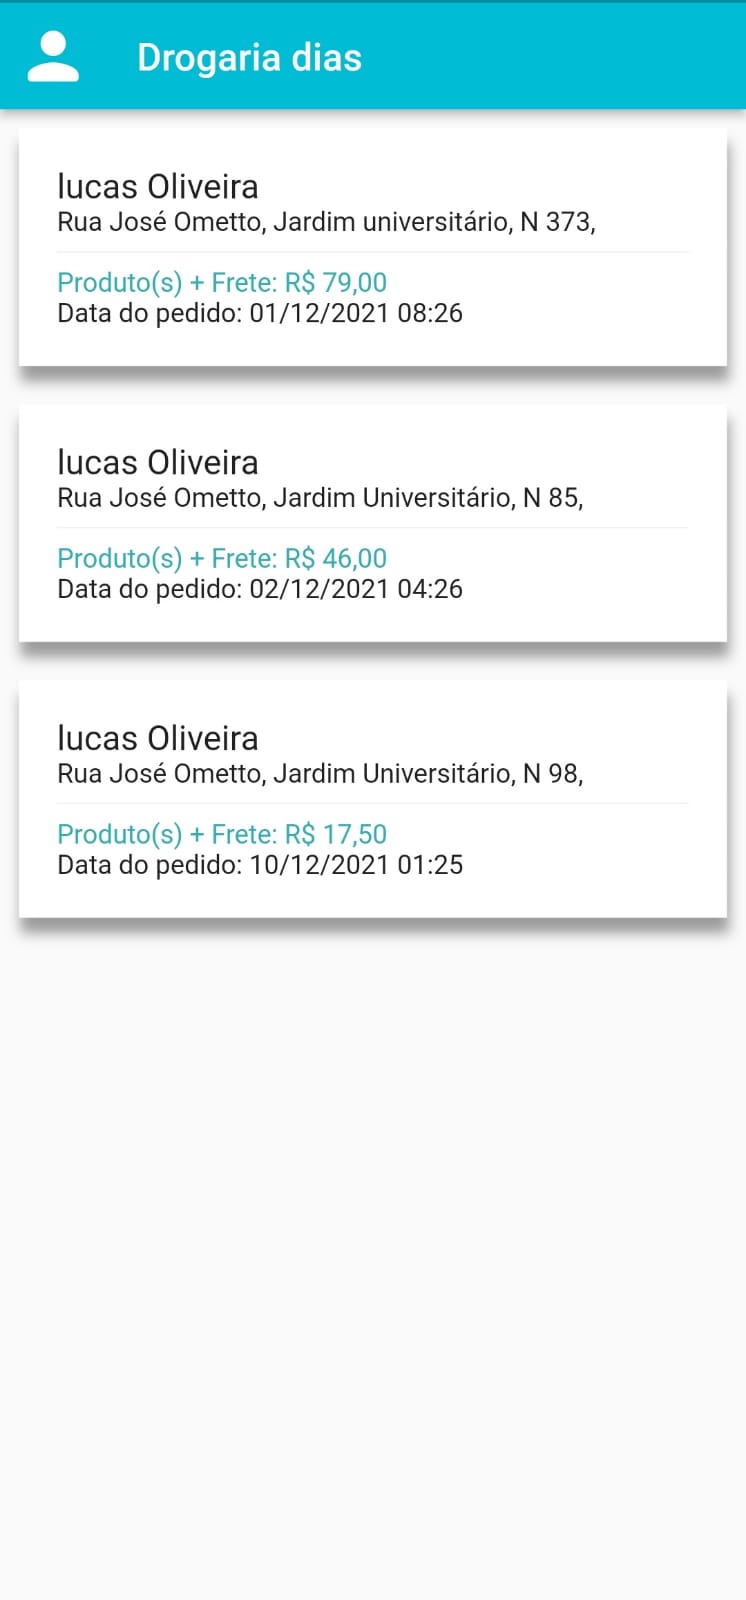 Drogaria dias
lucas Oliveira
Rua José Ometto, Jardim universitário, N 373,
Produto(s) + Frete: R$ 79,00
Data do pedido: 01/12/2021 08:26
lucas Oliveira
Rua José Ometto, Jardim Universitário, N 85,
Produto(s) + Frete: R$ 46,00
Data do pedido: 02/12/2021 04:26
lucas Oliveira
Rua José Ometto, Jardim Universitário, N 98,
Produto(s) + Frete: R$ 17,50
Data do pedido: 10/12/2021 01:25